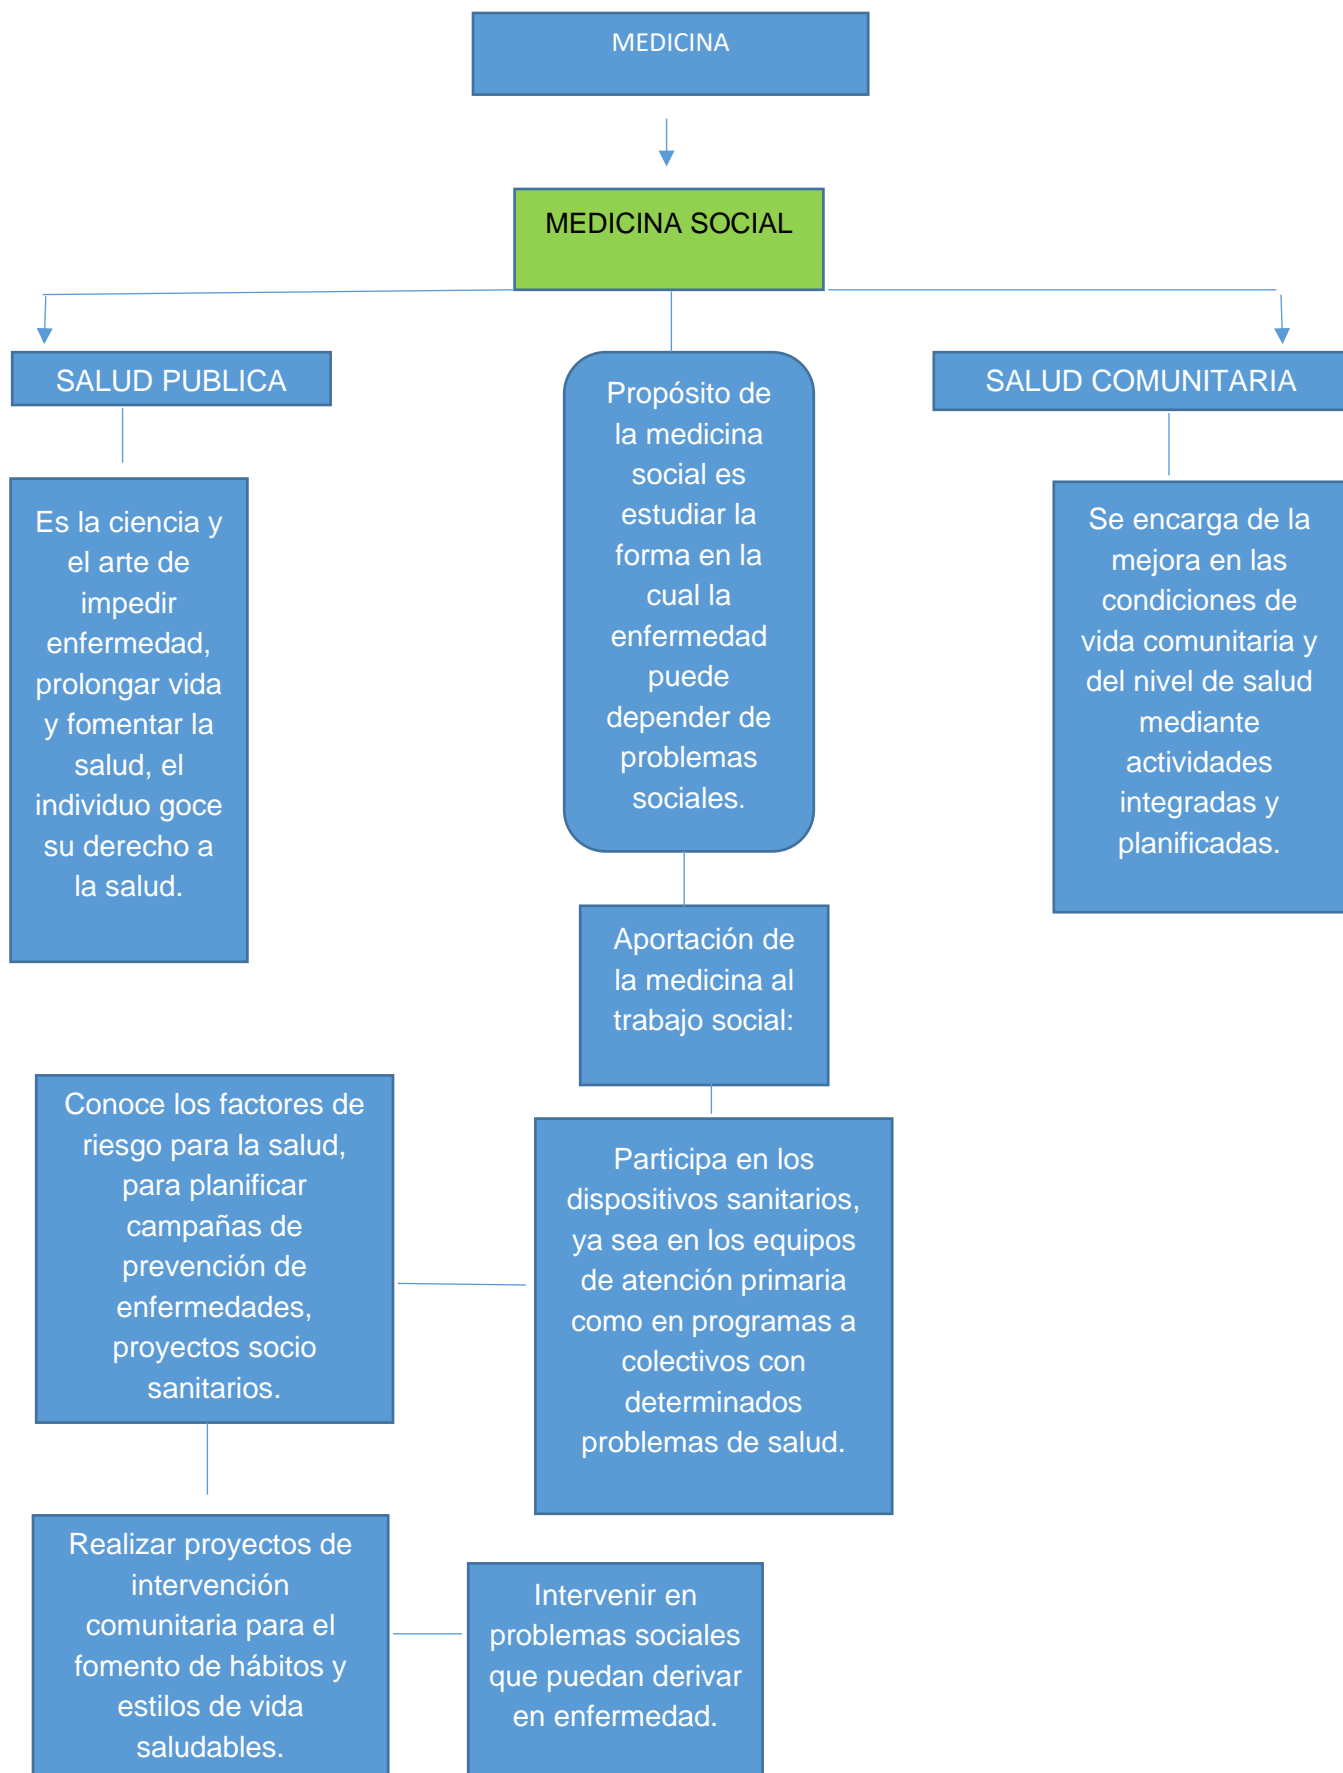 MEDICINA
MEDICINA SOCIAL
SALUD PUBLICA
Es la ciencia y
el arte de
impedir
enfermedad,
prolongar vida
y fomentar la
salud, el
individuo goce
su derecho a
la salud.
Propósito de
la medicina
social es
estudiar la
forma en la
cual la
enfermedad
puede
depender de
problemas
sociales.
SALUD COMUNITARIA
Se encarga de la
mejora en las
condiciones de
vida comunitaria y
del nivel de salud
mediante
actividades
integradas y
planificadas.
Aportación de
la medicina al
trabajo social:
Participa en los
dispositivos sanitarios,
ya sea en los equipos
de atención primaria
como en programas a
colectivos con
determinados
problemas de salud.
Conoce los factores de
riesgo para la salud,
para planificar
campañas de
prevención de
enfermedades,
proyectos socio
sanitarios.
Realizar proyectos de
intervención
comunitaria para el
fomento de hábitos y
estilos de vida
saludables.
Intervenir en
problemas sociales
que puedan derivar
en enfermedad.